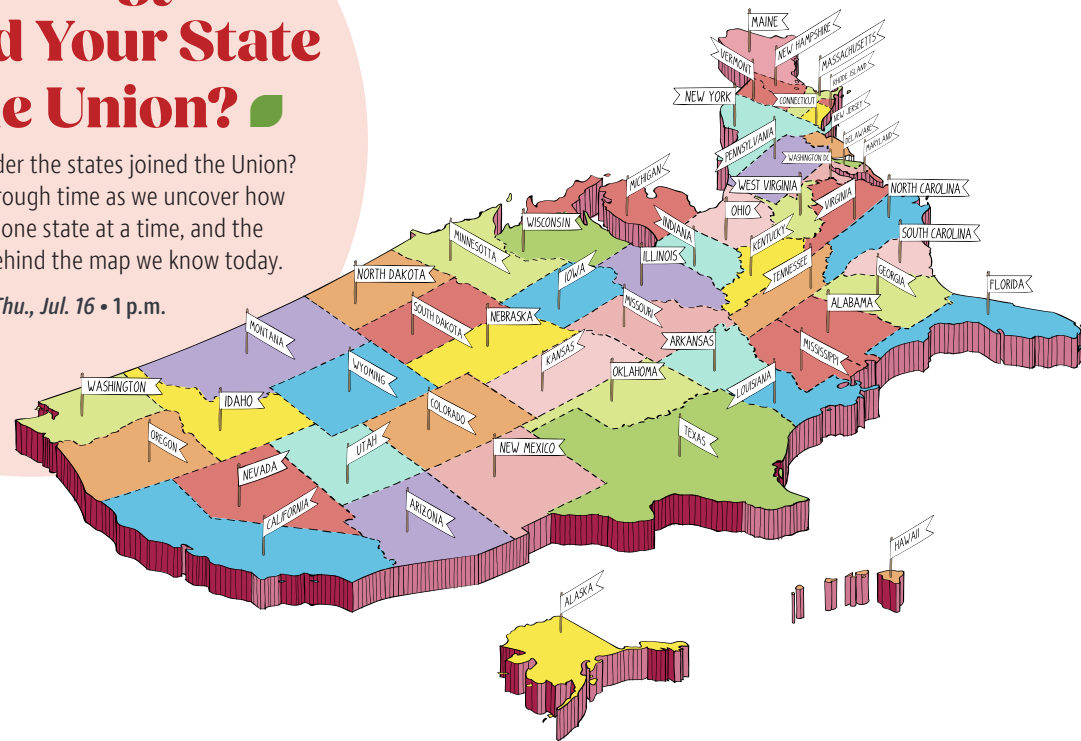 d Your State
e Union?
der the states joined the Union?
rough time as we uncover how
one state at a time, and the
ehind the map we know today.
Thu., Jul. 16 • 1 p.m.
MAINE
NEW HAMPSHIRE
VERMONT
MASSACHUSETTS
RHODE ISLAND
NEW YORK
CONNECTICUT
NEW JERSEY
PENNSYLVANIA
DELAWARE
MARYLAND
WASHINGTON DC
MICHIGAN
WEST VIRGINIA
VIRGINIA
NORTH CAROLINA
OHIO
WISCONSIN
INDIANA
KENTUCKY
SOUTH CAROLINA
MINNESOTTA
ILLINOIS
NORTH DAKOTA
IOWA
TENNESSEE
GEORGIA
FLORIDA
SOUTH DAKOTA
NEBRASKA
MISSOURI
ALABAMA
MONTANA
KANSAS
ARKANSAS
MISSISSIPPI
WASHINGTON
WYOMING
OKLAHOMA
LOUISIANA
IDAHO
COLORADO
OREGON
UTAH
NEW MEXICO
TEXAS
NEVADA
CALIFORNIA
ARIZONA
HAWAII
ALASKA